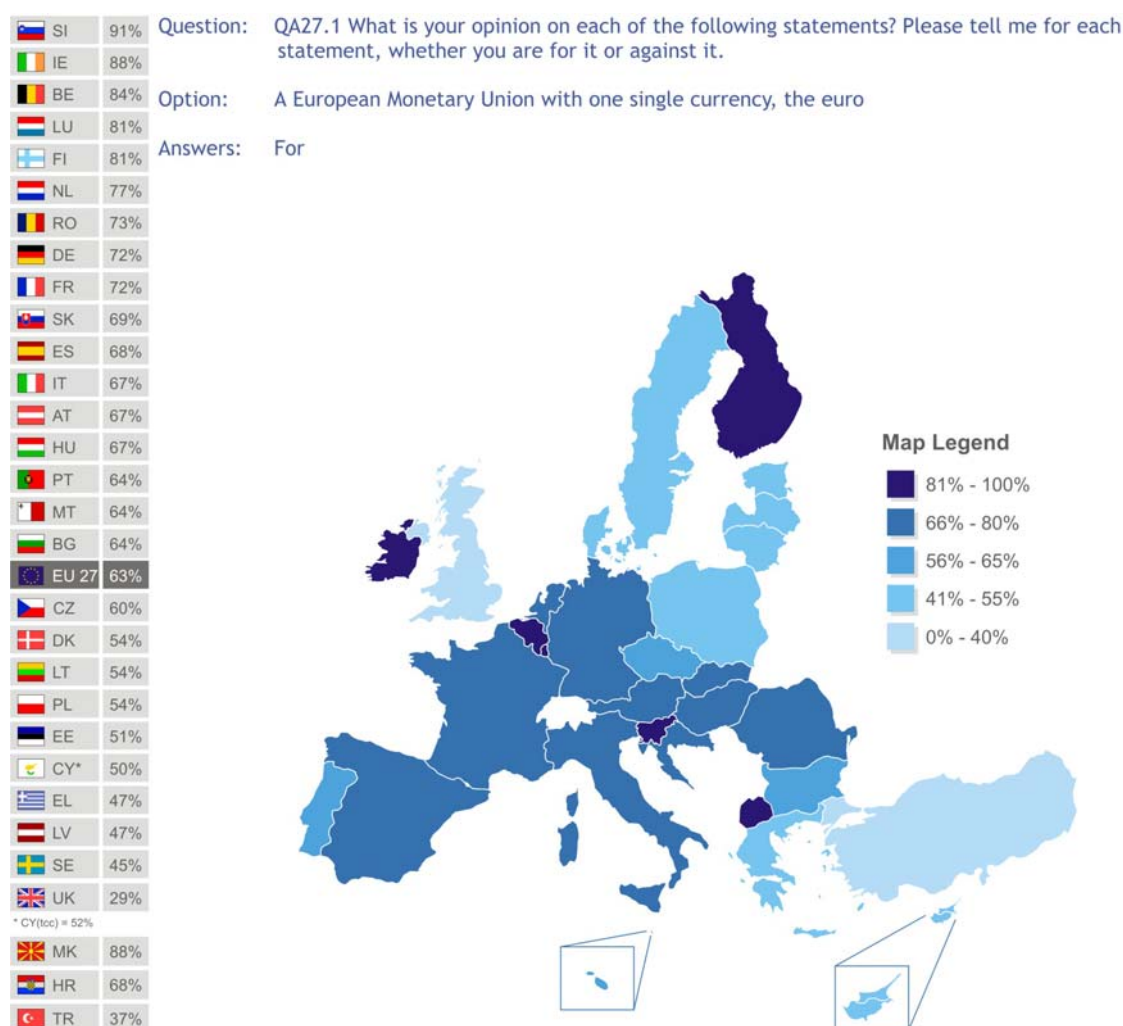 Question: QA27.1 What is your opinion on each of the following statements? Please tell me for each
statement, whether you are for it or against it.
Option: A European Monetary Union with one single currency, the euro
Answers: For
SI 91%
IE 88%
BE 84%
LU 81%
FI 81%
NL 77%
RO 73%
DE 72%
FR 72%
SK 69%
ES 68%
IT 67%
AT 67%
HU 67%
PT 64%
MT 64%
BG 64%
EU 27 63%
CZ 60%
DK 54%
LT 54%
PL 54%
EE 51%
CY* 50%
EL 47%
LV 47%
SE 45%
UK 29%
* CY(tcc) = 52%
MK 88%
HR 68%
TR 37%
Map Legend
81% - 100%
66% - 80%
56% - 65%
41% - 55%
0% - 40%